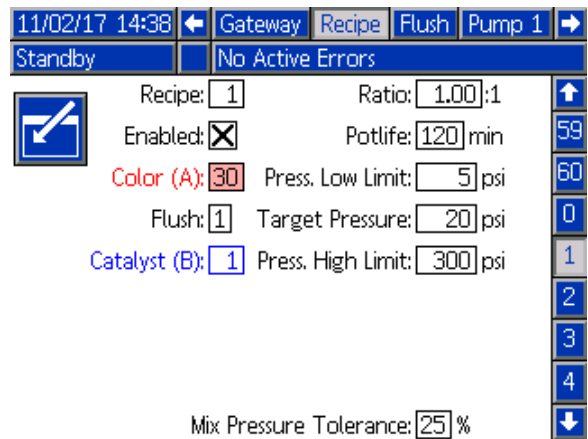 11/02/17 14:38 Gateway Recipe Flush Pump 1
Standby No Active Errors
Recipe: 1 Ratio: 1.00 :1
Enabled: Potlife: 120 min 59
Color (A): 30 Press. Low Limit: 5 psi 60
Flush: 1 Target Pressure: 20 psi 0
Catalyst (B): 1 Press. High Limit: 300 psi 1
2
3
4
Mix Pressure Tolerance: 25 %